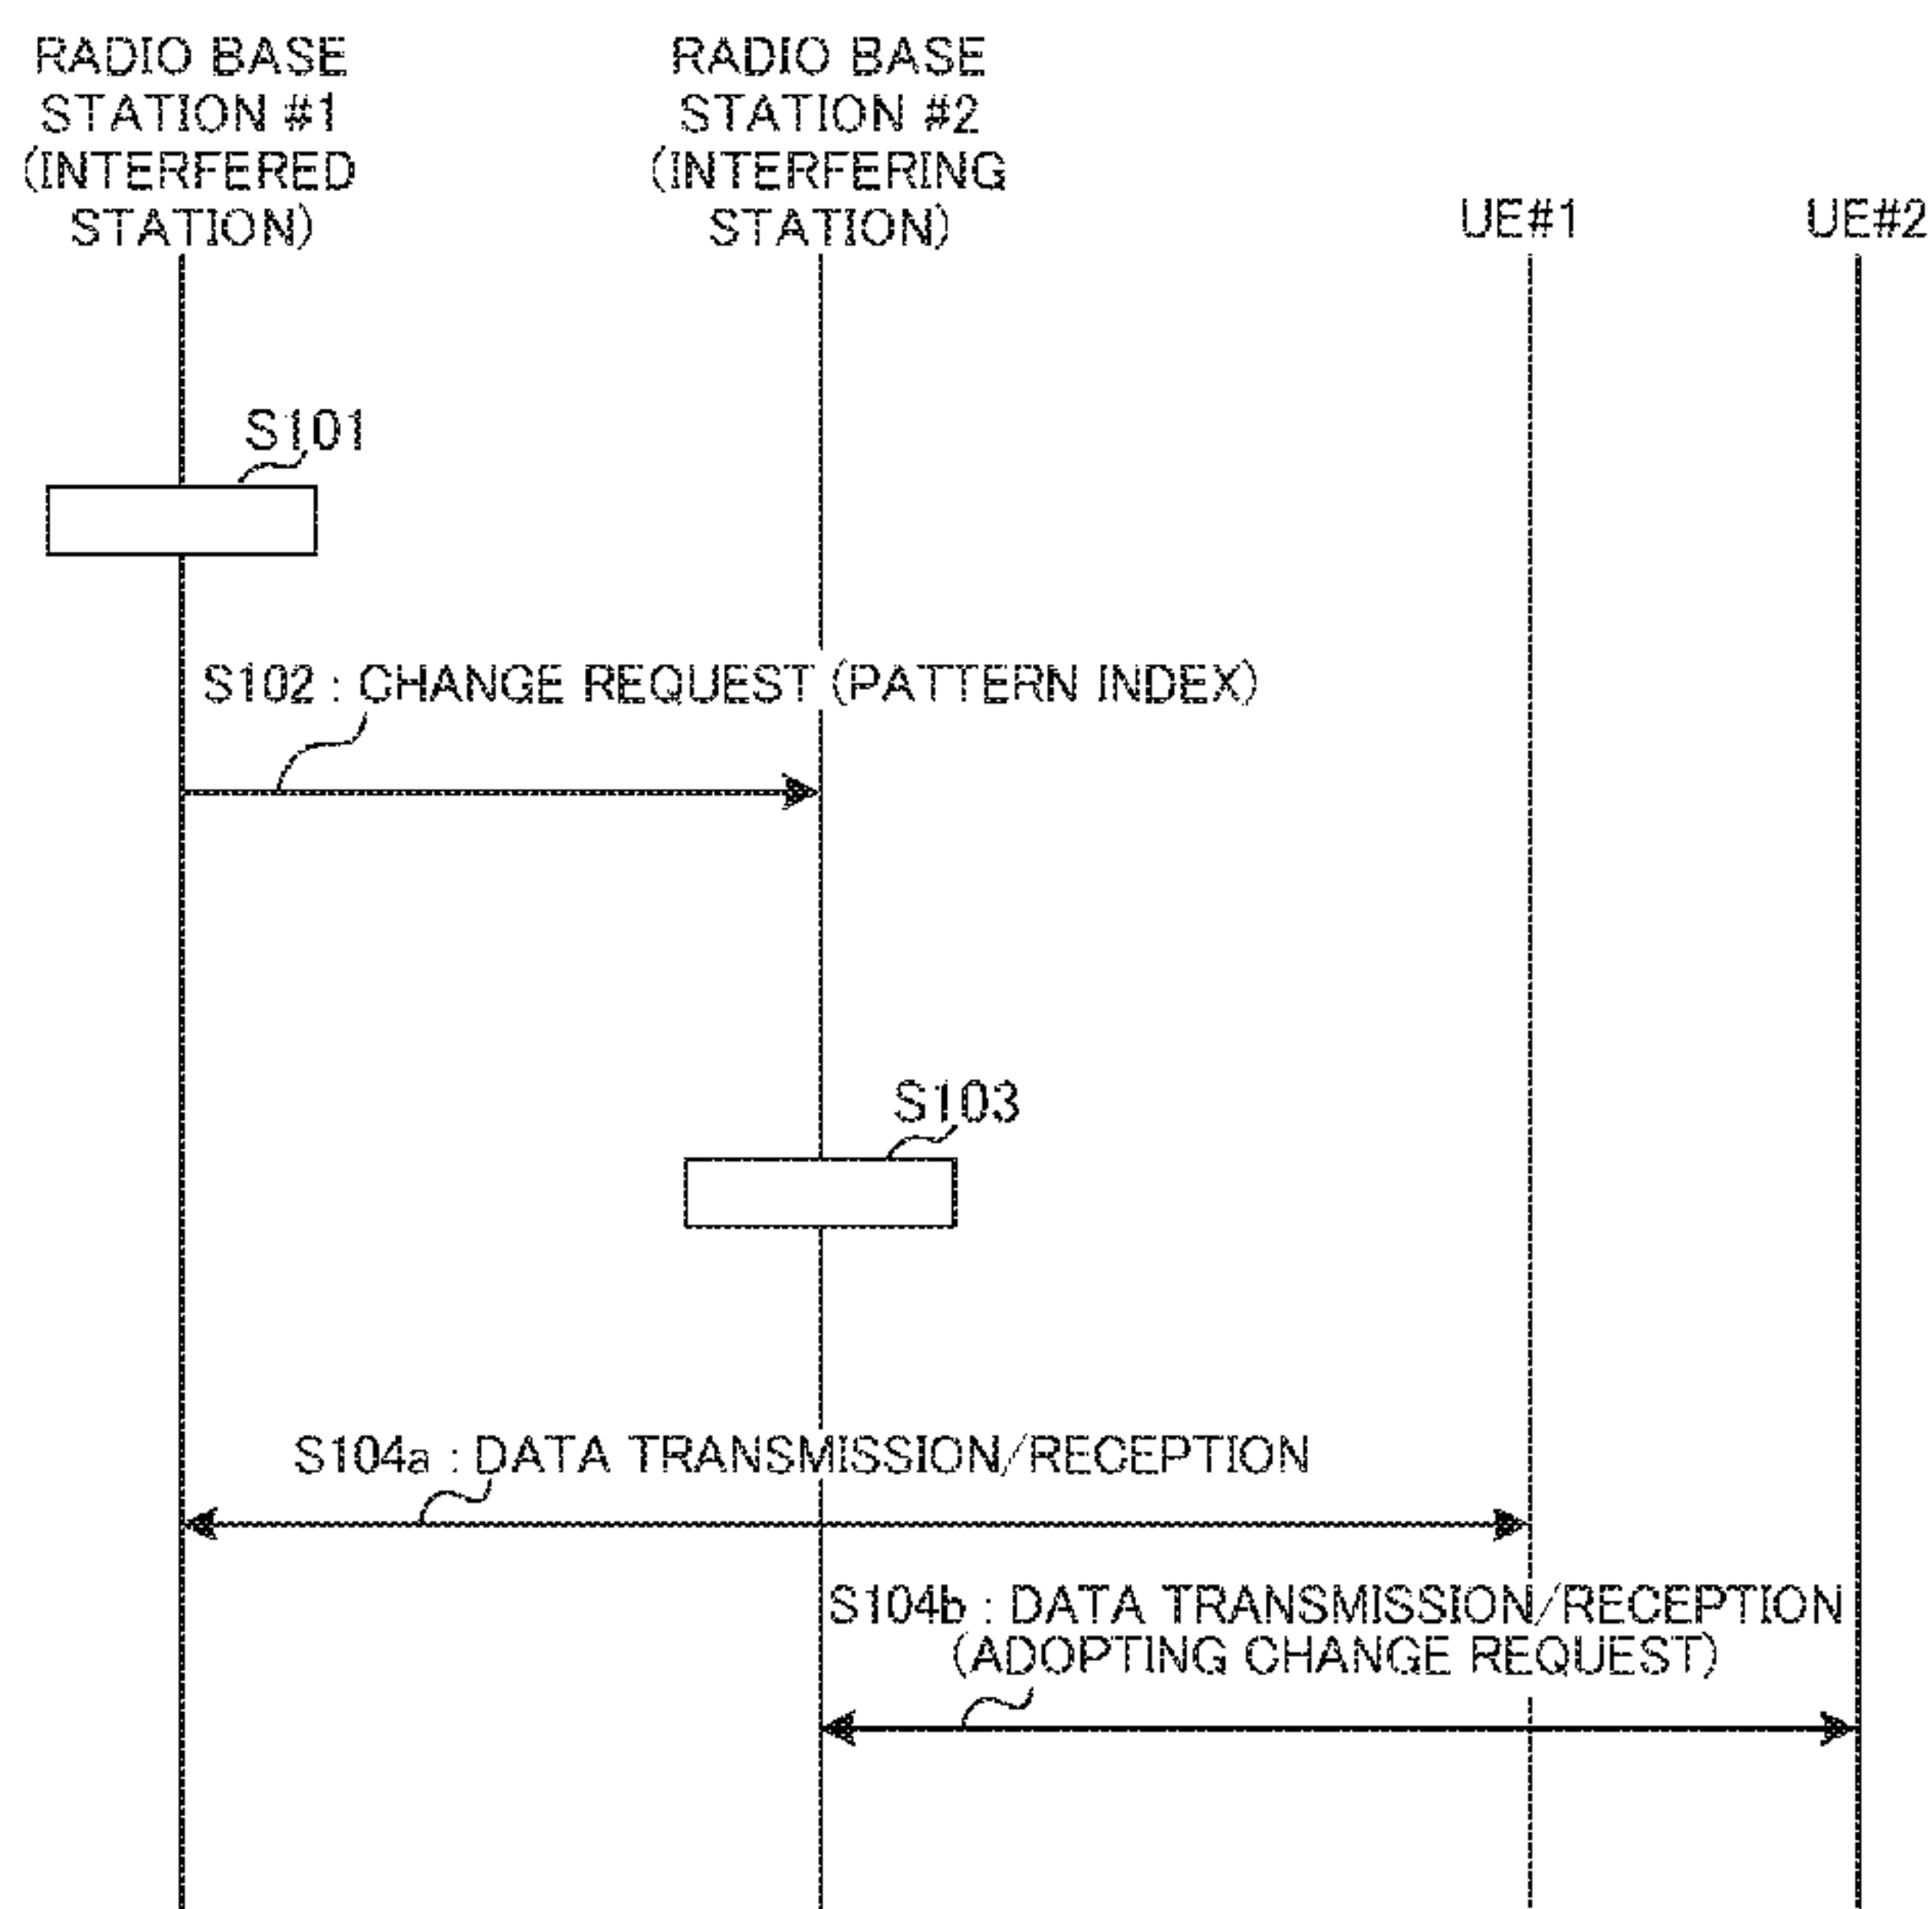 RADIO BASE
STATION #1
(INTERFERED
STATION)
RADIO BASE
STATION #2
(INTERFERING
STATION)
UE#1
UE#2
S101
S102 : CHANGE REQUEST (PATTERN INDEX)
S103
S104a : DATA TRANSMISSION/RECEPTION
S104b : DATA TRANSMISSION/RECEPTION
(ADOPTING CHANGE REQUEST)